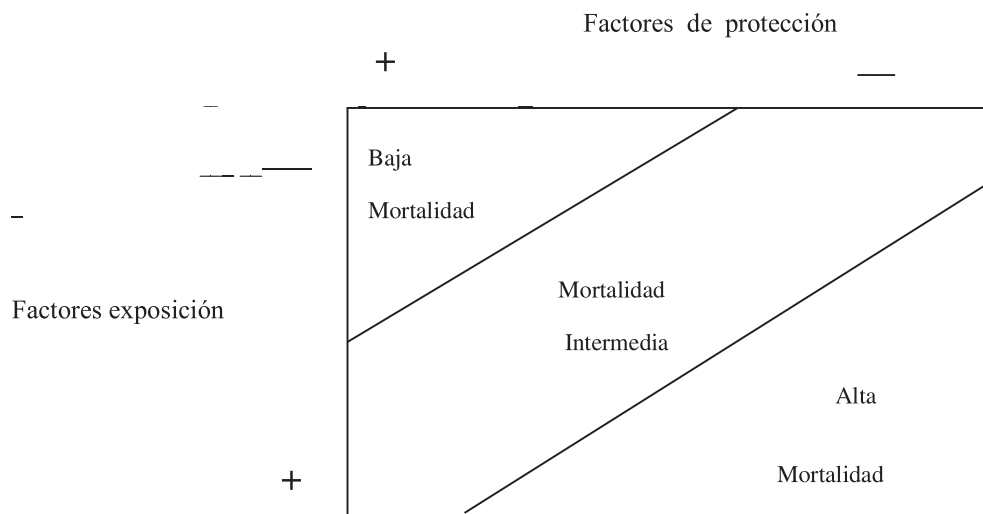 Factores de protección
+ —
Baja
—
Mortalidad
Mortalidad
Factores exposición
Intermedia
Alta
+
Mortalidad